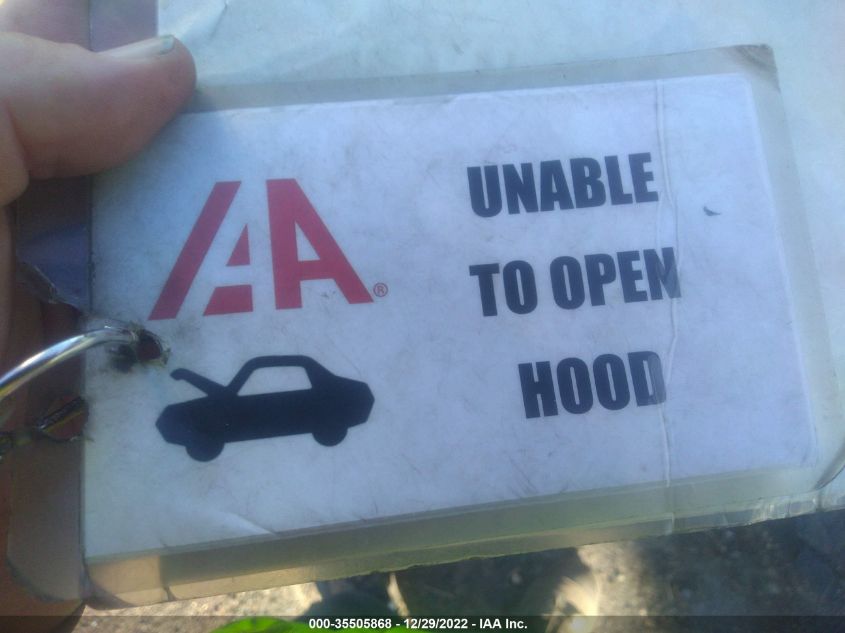 IAA®
UNABLE
TO OPEN
HOOD
000-35505868 - 12/29/2022 - IAA Inc.